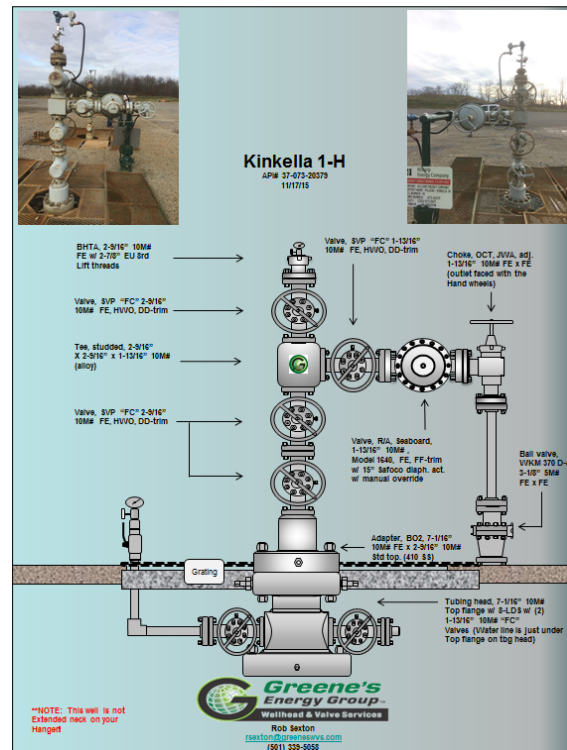 Kinkella 1-H
API# 37-073-20379
11/17/15
BHTA, 2-9/16" 10M#
FE w/ 2-7/8" EU 8rd
Lift threads
Valve, SVP "FC" 1-13/16"
10M# FE, HWO, DD-trim
Choke, OCT, JWA, adj.
1-13/16" 10M# FE x FE
(outlet faced with the
Hand wheels)
Valve, SVP "FC" 2-9/16"
10M# FE, HWO, DD-trim
Tee, studded, 2-9/16"
X 2-9/16" x 1-13/16" 10M#
(alloy)
Valve, SVP "FC" 2-9/16"
10M# FE, HWO, DD-trim
Valve, R/A, Seaboard,
1-13/16" 10M# ,
Model 1640, FE, FF-trim
w/ 15" Safoco diaph. act.
w/ manual override
Ball valve,
WKM 370 D-
3-1/8" 5M#
FE x FE
Adapter, BO2, 7-1/16"
10M# FE x 2-9/16" 10M#
Std top. (410 SS)
Grating
Tubing head, 7-1/16" 10M#
Top flange w/ 8-LDS w/ (2)
1-13/16" 10M# "FC"
Valves (Water line is just under
Top flange on tbg head)
**NOTE: This well is not
Extended neck on your
Hanger!
Greene's
Energy Group
Wellhead & Valve Services
Rob Sexton
rsexton@greeneswvs.com
(501) 339-5058